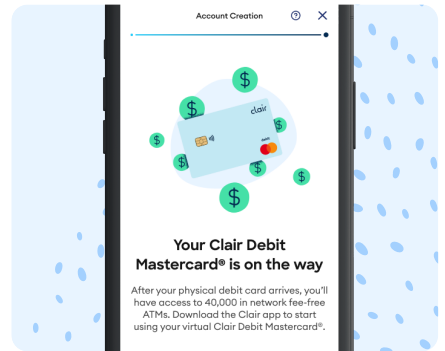 Account Creation
clair
debit
$
$
$
$
$
$
$
Your Clair Debit
Mastercard® is on the way
After your physical debit card arrives, you'll
have access to 40,000 in network fee-free
ATMs. Download the Clair app to start
using your virtual Clair Debit Mastercard®.